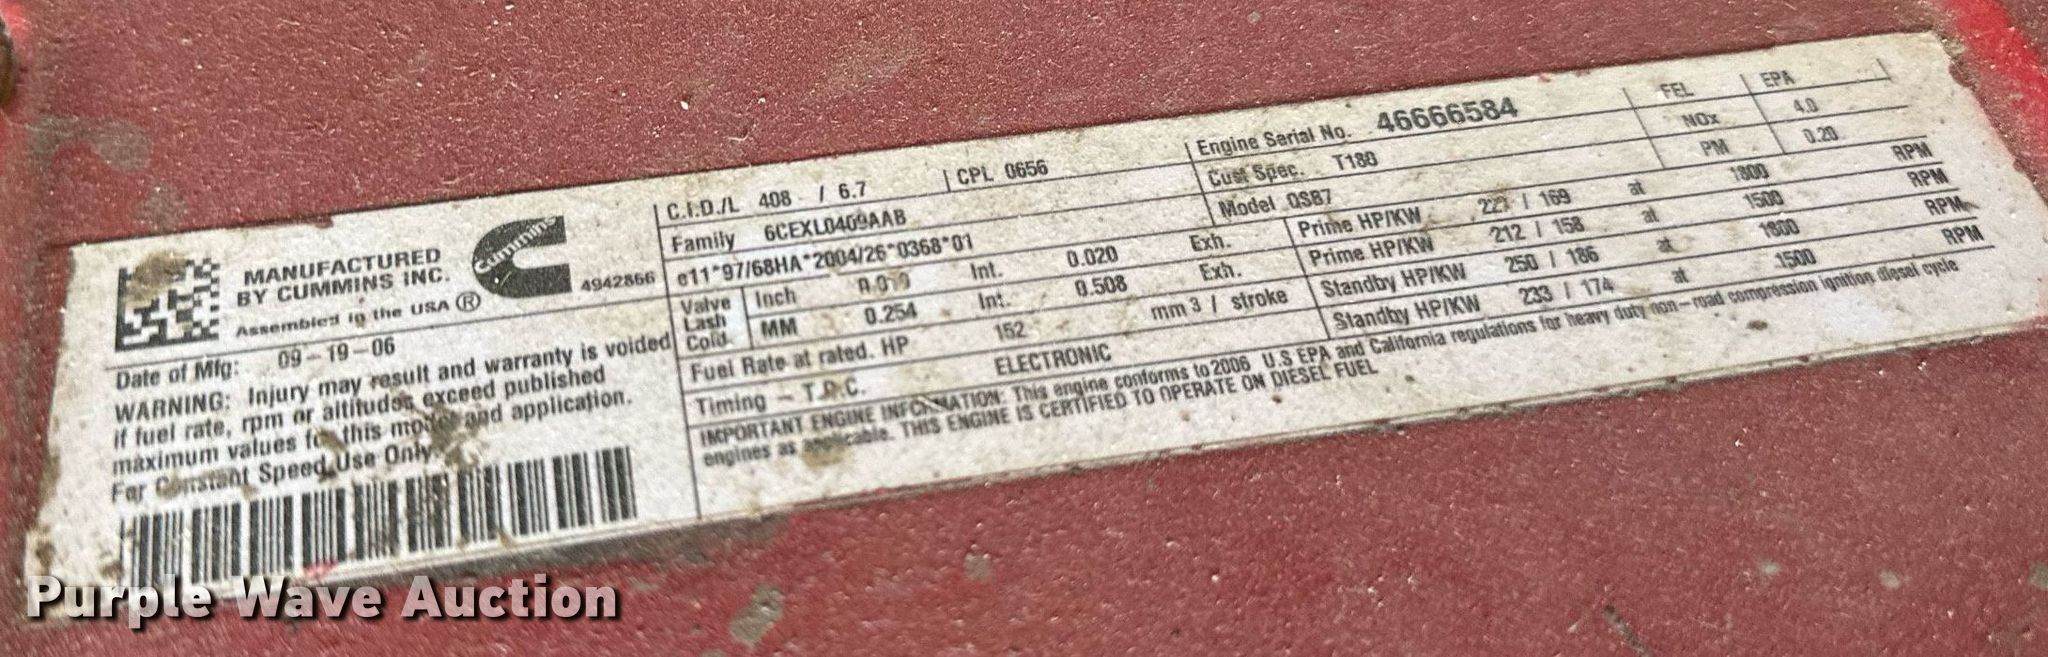 MANUFACTURED
BY CUMMINS INC.
Assembled in the USA ®
Cummins
4942866
Date of Mfg: 09-19-06
WARNING: Injury may result and warranty is voided
if fuel rate, rpm or altitudes exceed published
maximum values for this model and application.
For Constant Speed Use Only.
C.I.D./L 408 / 6.7 CPL 0656
Family 6CEXL0409AAB
e11*97/68HA*2004/26*0368*01
Valve Lash Cold Inch Int. 0.020 Exh.
MM 0.254 Int. 0.508 Exh.
Fuel Rate at rated. HP 152 mm3 / stroke
Timing - T.D.C. ELECTRONIC
Engine Serial No. 46666584 FEL EPA
Cust Spec. T180 NOx 4.0
Model QSB7 PM 0.20
Prime HP/KW 227 / 169 at 1800 RPM
Prime HP/KW 212 / 158 at 1500 RPM
Standby HP/KW 250 / 186 at 1800 RPM
Standby HP/KW 233 / 174 at 1500 RPM
IMPORTANT ENGINE INFORMATION: This engine conforms to 2006 U.S EPA and California regulations for heavy duty non-road compression ignition diesel cycle
engines as applicable. THIS ENGINE IS CERTIFIED TO OPERATE ON DIESEL FUEL
Purple Wave Auction